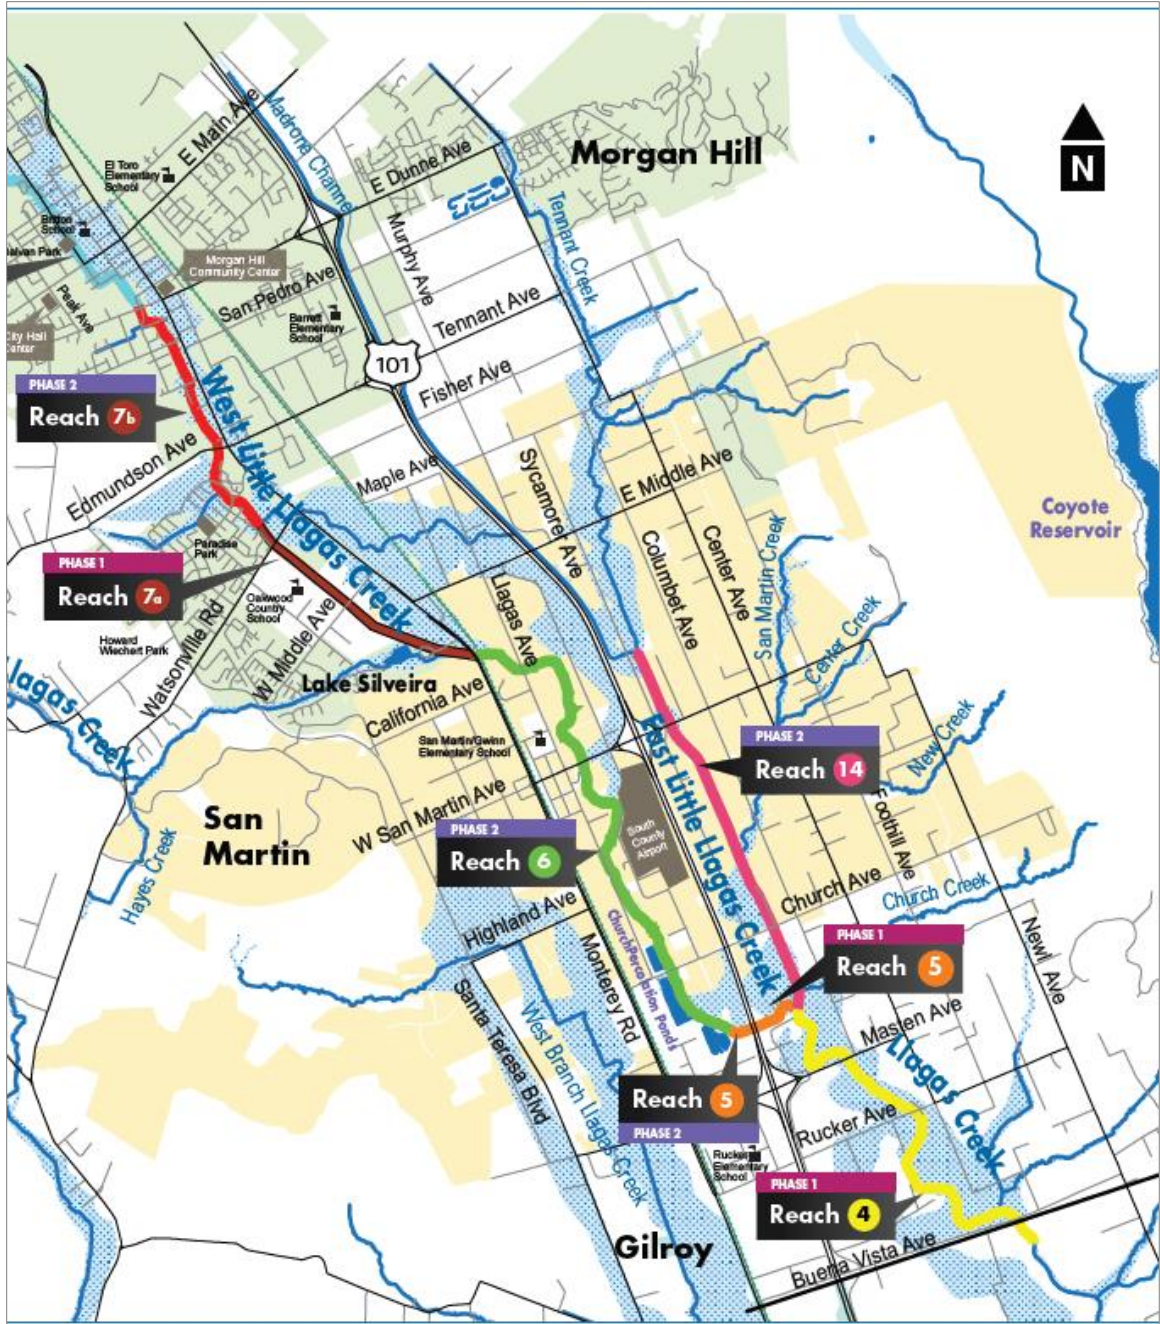 Madrone Channel
E Main Ave
El Toro
Elementary
School
E Dunne Ave
Morgan Hill
N
Britton
School
Tennant Creek
Murphy Ave
Morgan Hill
Community Center
San Pedro Ave
Peak Ave
Barrett
Elementary
School
Tennant Ave
City Hall
Center
101
Fisher Ave
PHASE 2
Reach 7b
West Little Llagas Creek
Edmundson Ave
Maple Ave
Sycamorer Ave
E Middle Ave
Coyote
Reservoir
Paradise
Park
Columbet Ave
Center Ave
San Martin Creek
PHASE 1
Reach 7a
Oakwood
Country
School
Llagas Ave
Center Creek
Howard
Wiechert Park
Watsonville Rd
W Middle Ave
Lake Silveira
Llagas Creek
California Ave
New Creek
San Martin/Gwinn
Elementary School
East Little Llagas Creek
PHASE 2
Reach 14
San
Martin
W San Martin Ave
Foothill Ave
South
County
Airport
PHASE 2
Reach 6
Hayes Creek
Church Ave
Church Creek
Highland Ave
ChurchPercolation Ponds
PHASE 1
Reach 5
Monterey Rd
Santa Teresa Blvd
West Branch Llagas Creek
Masten Ave
Llagas Creek
Reach 5
PHASE 2
Rucker Ave
Rucker
Elementary
School
PHASE 1
Reach 4
Gilroy
Buena Vista Ave